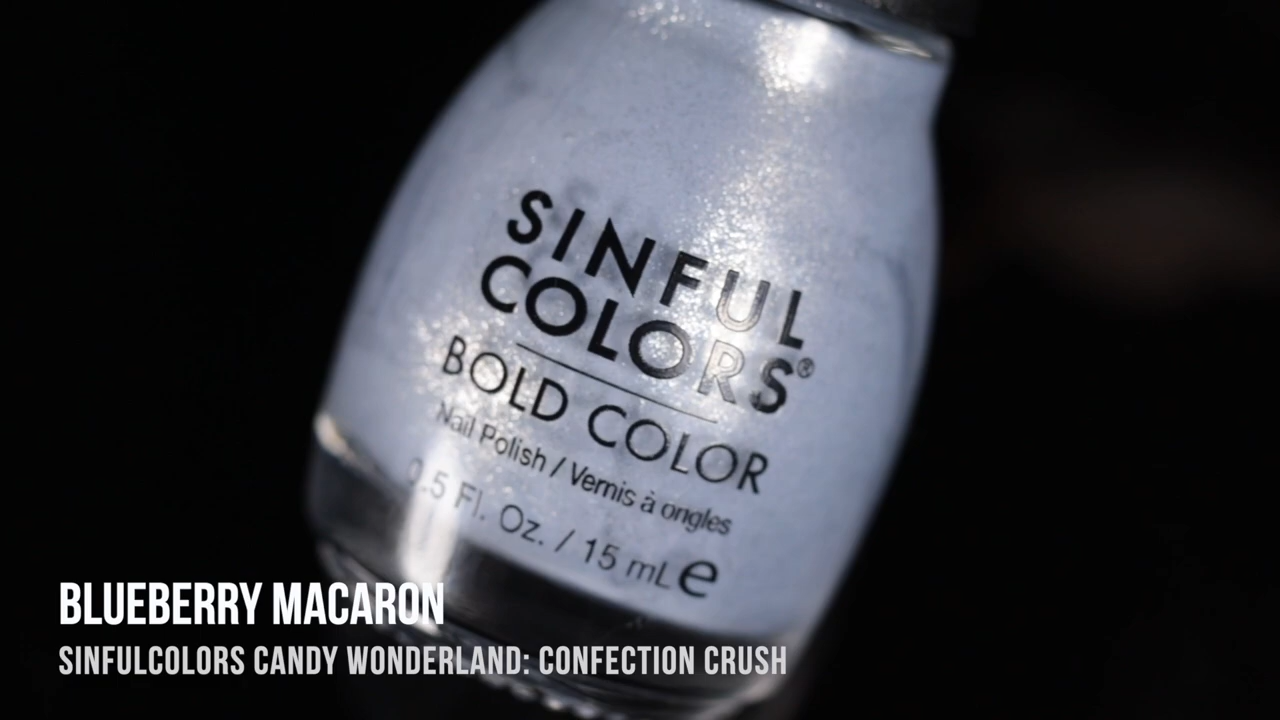 SINFUL
COLORS®
BOLD COLOR
Nail Polish / Vernis à ongles
0.5 Fl. Oz. / 15 mL e
BLUEBERRY MACARON
SINFULCOLORS CANDY WONDERLAND: CONFECTION CRUSH